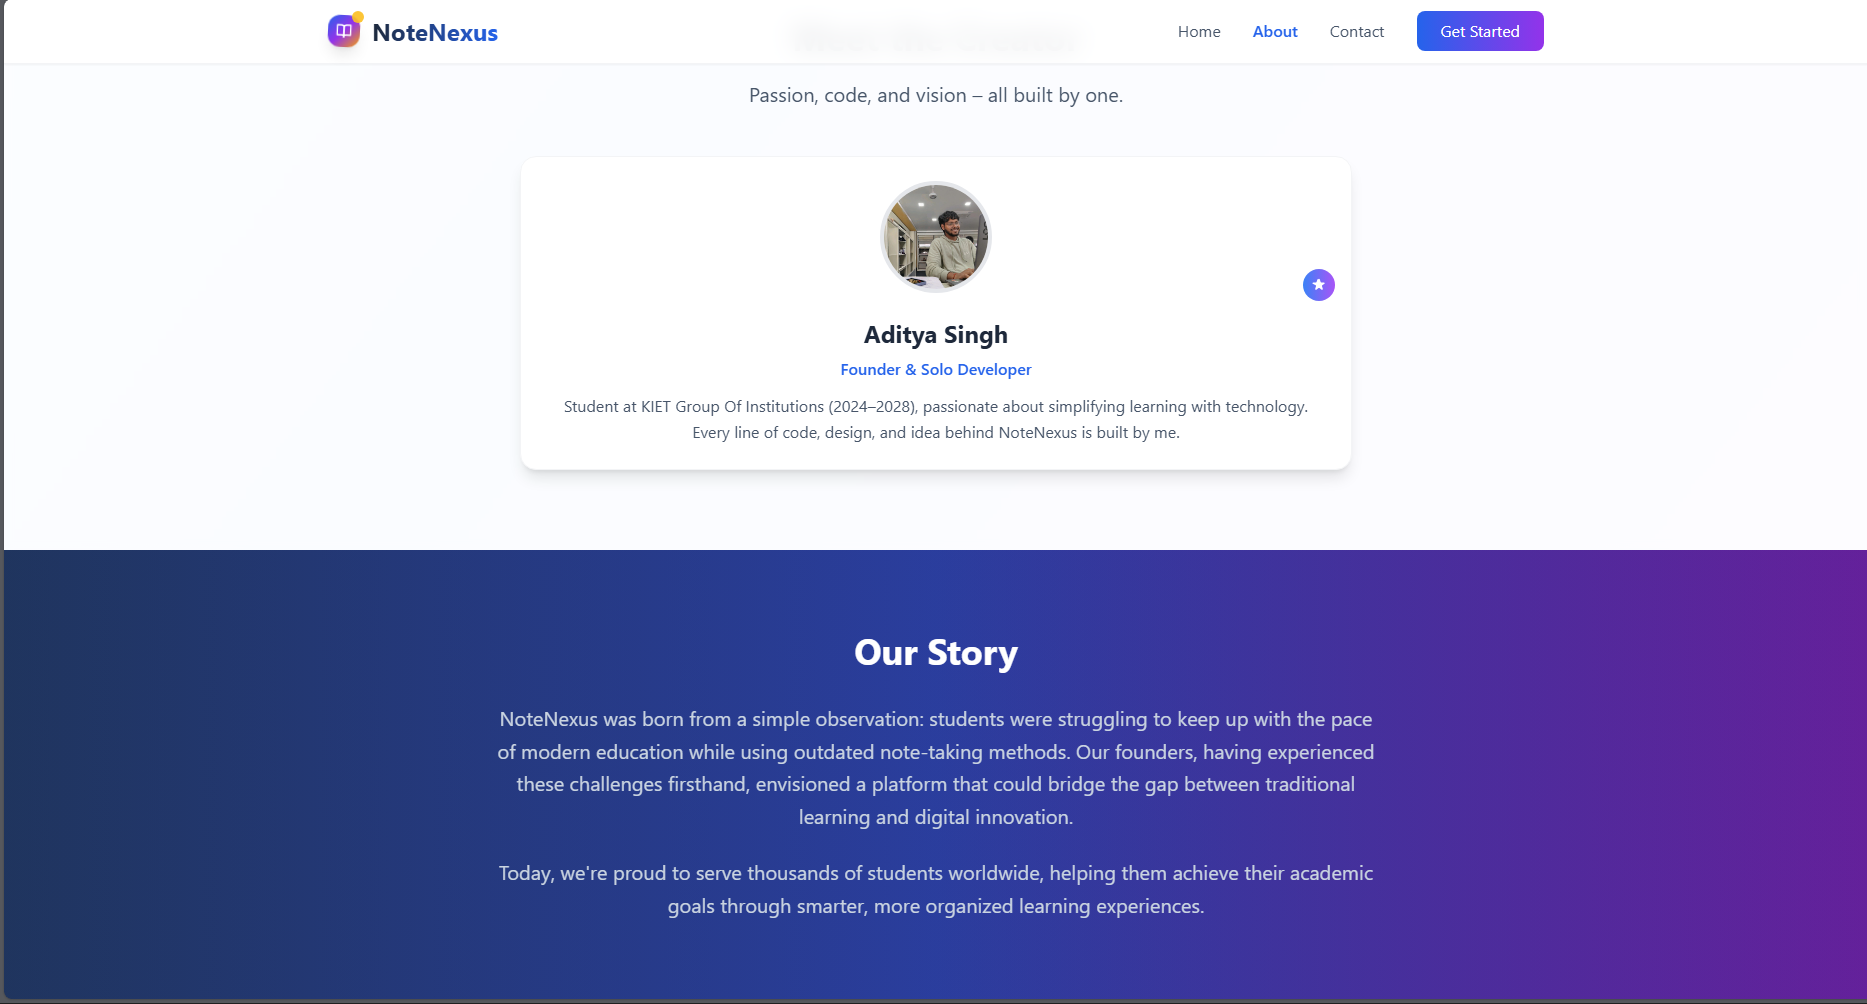 NoteNexus
Home
About
Contact
Get Started
Passion, code, and vision – all built by one.
Aditya Singh
Founder & Solo Developer
Student at KIET Group Of Institutions (2024–2028), passionate about simplifying learning with technology.
Every line of code, design, and idea behind NoteNexus is built by me.
Our Story
NoteNexus was born from a simple observation: students were struggling to keep up with the pace
of modern education while using outdated note-taking methods. Our founders, having experienced
these challenges firsthand, envisioned a platform that could bridge the gap between traditional
learning and digital innovation.
Today, we're proud to serve thousands of students worldwide, helping them achieve their academic
goals through smarter, more organized learning experiences.